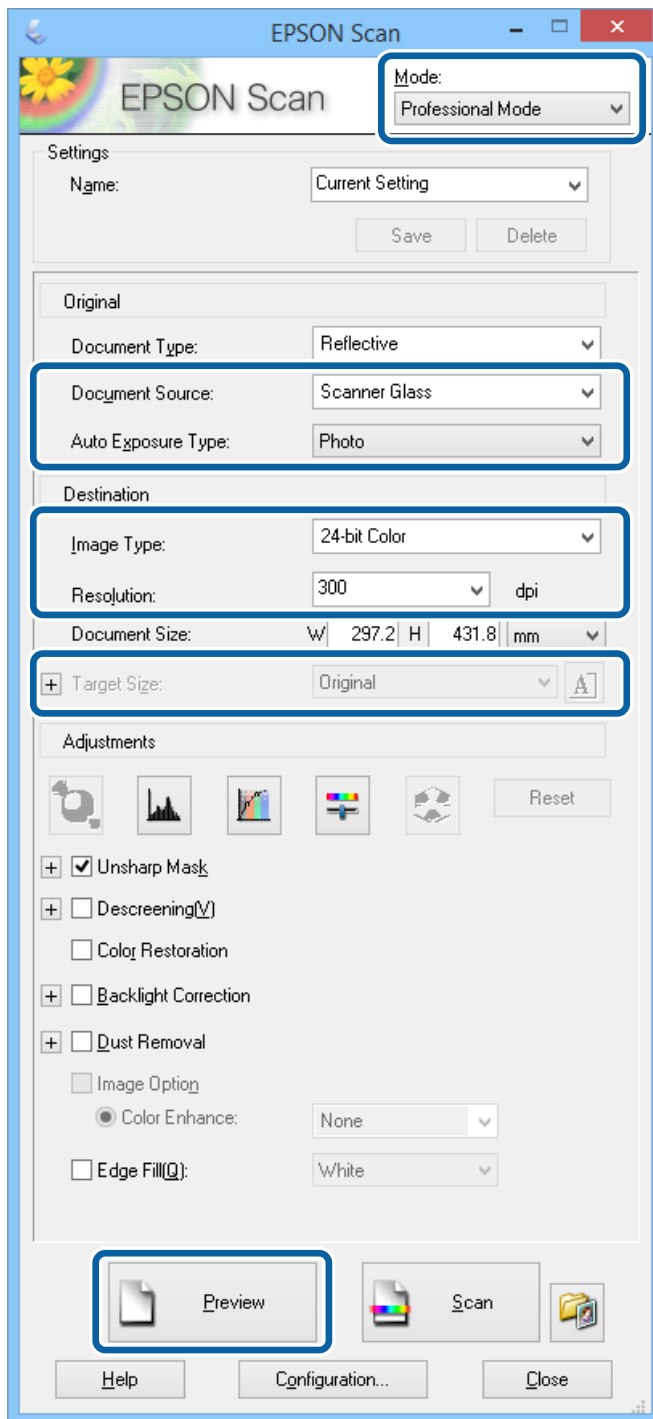 EPSON Scan
EPSON Scan
Mode:
Professional Mode
Settings
Name: Current Setting
Save Delete
Original
Document Type: Reflective
Document Source: Scanner Glass
Auto Exposure Type: Photo
Destination
Image Type: 24-bit Color
Resolution: 300 dpi
Document Size: W 297.2 H 431.8 mm
+ Target Size: Original A
Adjustments
Reset
+ Unsharp Mask
+ Descreening(V)
Color Restoration
+ Backlight Correction
+ Dust Removal
Image Option
Color Enhance: None
Edge Fill(Q): White
Preview Scan
Help Configuration... Close